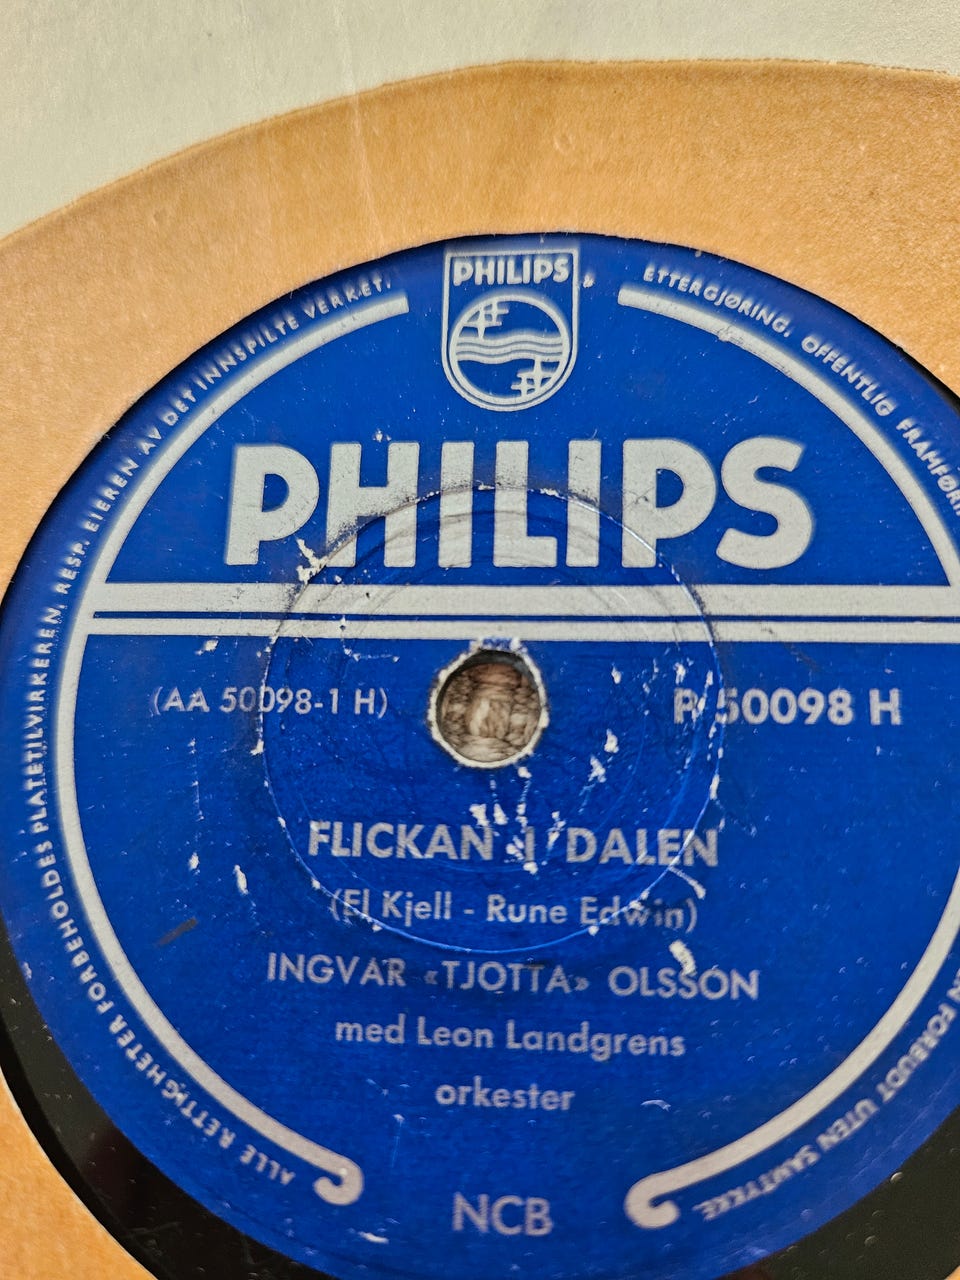 PHILIPS
ALLE RETTIGHETER FORBEHOLDES PLATETILVIRKEREN, RESP. EIEREN AV DET INNSPILTE VERKET.
ETTERGJØRING, OFFENTLIG
FORBUDT UTEN SAMTYKKE.
PHILIPS
(AA 50098-1 H)
P 50098 H
FLICKAN I DALEN
(El Kjell - Rune Edwin)
INGVAR «TJOTTA» OLSSON
med Leon Landgrens
orkester
NCB